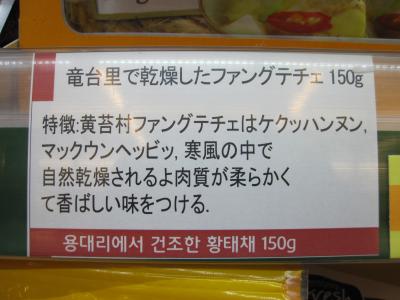 竜台里で乾燥したファングテチェ 150g
特徴:黄苔村ファングテチェはケクッハンヌン,
マックウンヘッビッ, 寒風の中で
自然乾燥されるよ肉質が柔らかく
て香ばしい味をつける.
용대리에서 건조한 황태채 150g